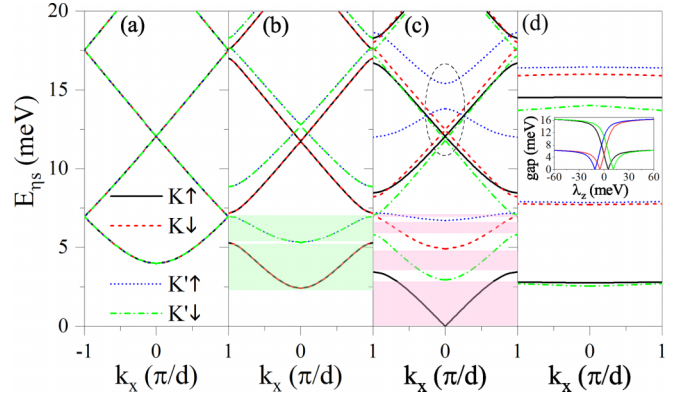 (a) (b) (c) (d)
20
15
10
5
0
E_ηs (meV)
K↑
K↓
K'↑
K'↓
gap (meV)
16
12
8
4
0
-60 -30 0 30 60
λ_z (meV)
-1 0 1 0 1 0 1 0 1
k_x (π/d) k_x (π/d) k_x (π/d) k_x (π/d)